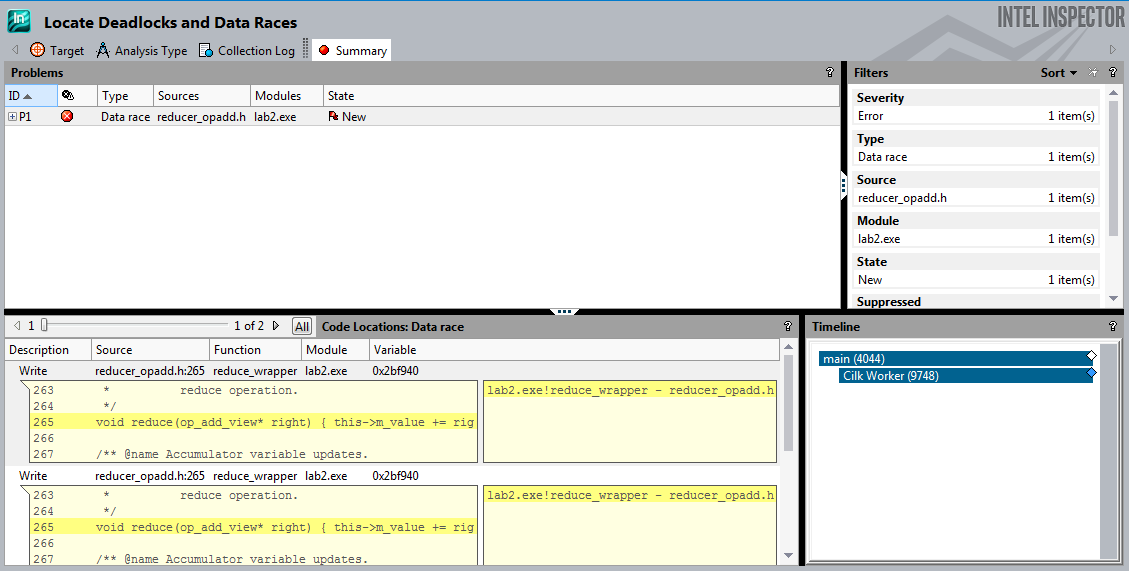 In
Locate Deadlocks and Data Races
INTEL INSPECTOR
Target Analysis Type Collection Log Summary
Problems ?
ID Type Sources Modules State
P1 Data race reducer_opadd.h lab2.exe New
Filters Sort ?
Severity
Error 1 item(s)
Type
Data race 1 item(s)
Source
reducer_opadd.h 1 item(s)
Module
lab2.exe 1 item(s)
State
New 1 item(s)
Suppressed
1 1 of 2 All Code Locations: Data race ?
Description Source Function Module Variable
Write reducer_opadd.h:265 reduce_wrapper lab2.exe 0x2bf940
263 * reduce operation.
264 */
265 void reduce(op_add_view* right) { this->m_value += rig
266
267 /** @name Accumulator variable updates.
lab2.exe!reduce_wrapper - reducer_opadd.h
Write reducer_opadd.h:265 reduce_wrapper lab2.exe 0x2bf940
263 * reduce operation.
264 */
265 void reduce(op_add_view* right) { this->m_value += rig
266
267 /** @name Accumulator variable updates.
lab2.exe!reduce_wrapper - reducer_opadd.h
Timeline ?
main (4044)
Cilk Worker (9748)